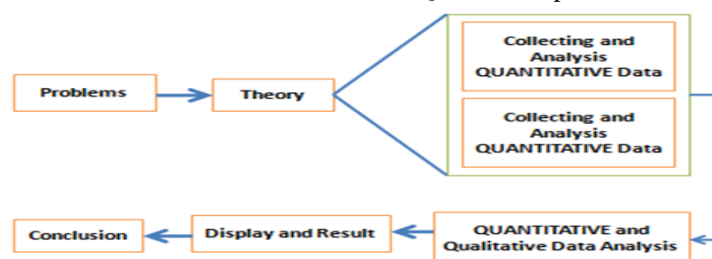 Problems
Theory
Collecting and
Analysis
QUANTITATIVE Data
Collecting and
Analysis
QUANTITATIVE Data
QUANTITATIVE and
Qualitative Data Analysis
Display and Result
Conclusion